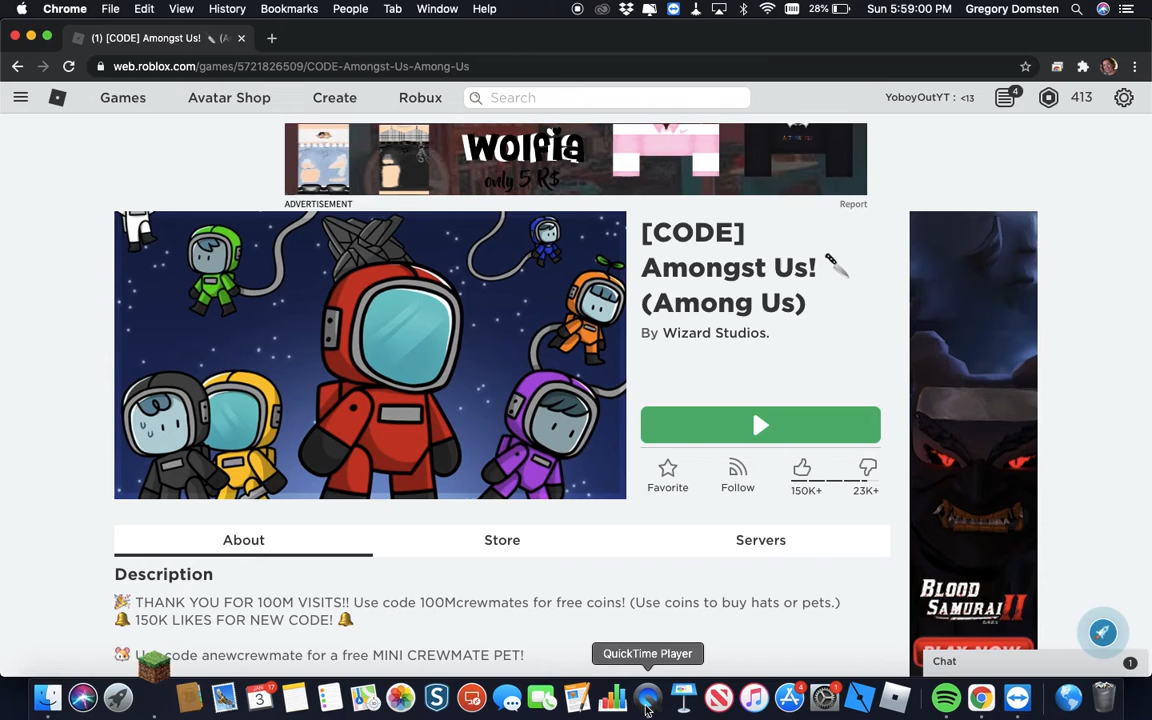 Chrome File Edit View History Bookmarks People Tab Window Help 28% Sun 5:59:00 PM Gregory Domsten
(1) [CODE] Amongst Us! 🔪 (A
web.roblox.com/games/5721826509/CODE-Amongst-Us-Among-Us
Games Avatar Shop Create Robux Search YoboyOutYT : <13 4 413
wolfia
only 5 R$
ADVERTISEMENT Report
[CODE]
Amongst Us! 🔪
(Among Us)
By Wizard Studios.
Favorite Follow 150K+ 23K+
About Store Servers
Description
🎉 THANK YOU FOR 100M VISITS!! Use code 100Mcrewmates for free coins! (Use coins to buy hats or pets.)
🔔 150K LIKES FOR NEW CODE! 🔔
🐹 Use code anewcrewmate for a free MINI CREWMATE PET!
BLOOD
SAMURAI II
Chat 1
QuickTime Player
JAN 17
3
4
1